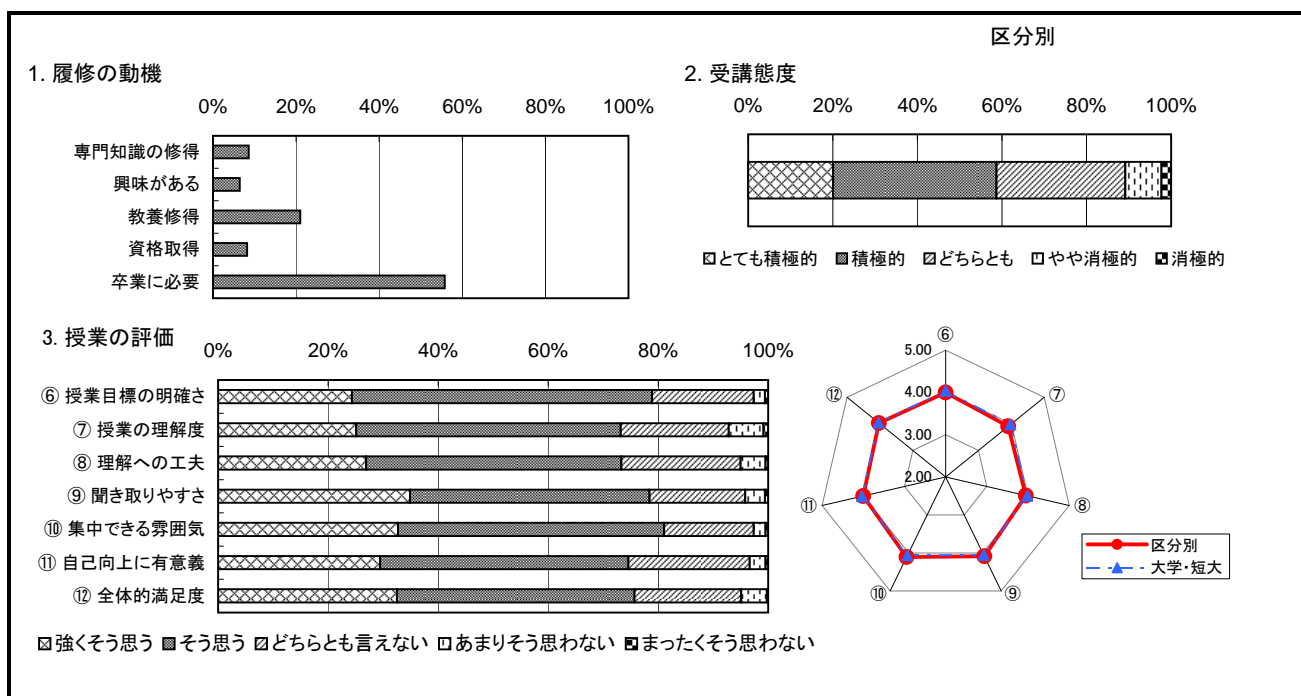 区分別
1. 履修の動機
0% 20% 40% 60% 80% 100%
専門知識の修得
興味がある
教養修得
資格取得
卒業に必要
2. 受講態度
0% 20% 40% 60% 80% 100%
とても積極的 積極的 どちらとも やや消極的 消極的
3. 授業の評価
0% 20% 40% 60% 80% 100%
⑥ 授業目標の明確さ
⑦ 授業の理解度
⑧ 理解への工夫
⑨ 聞き取りやすさ
⑩ 集中できる雰囲気
⑪ 自己向上に有意義
⑫ 全体的満足度
強くそう思う そう思う どちらとも言えない あまりそう思わない まったくそう思わない
⑥
5.00
⑫ 4.00 ⑦
3.00
2.00
⑪ ⑧
⑩ ⑨
区分別
大学・短大